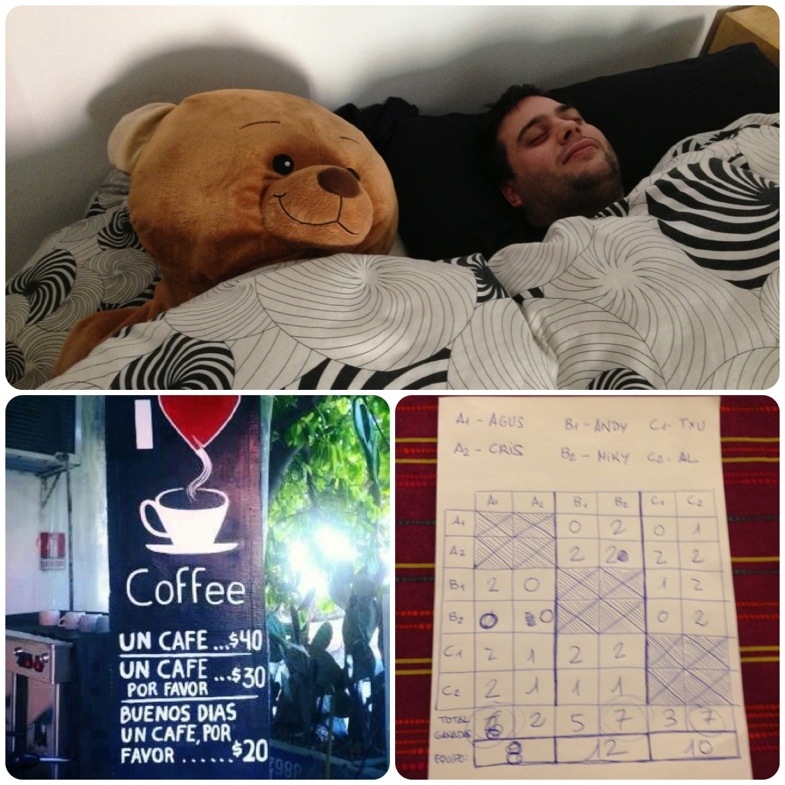 I
Coffee
UN CAFE...$40
UN CAFE
POR FAVOR ...$30
BUENOS DIAS
UN CAFE, POR
FAVOR ......$20
A1 - AGUS B1 - ANDY C1 - TXU
A2 - CRIS B2 - MIKY C2 - AL
A1 A2 B1 B2 C1 C2
A1 0 2 0 1
A2 2 2 2 2
B1 2 0 1 2
B2 0 0 0 2
C1 2 1 2 2
C2 2 1 1 1
TOTAL
GANADAS 2 5 7 3 7
EQUIPO: 8 12 10